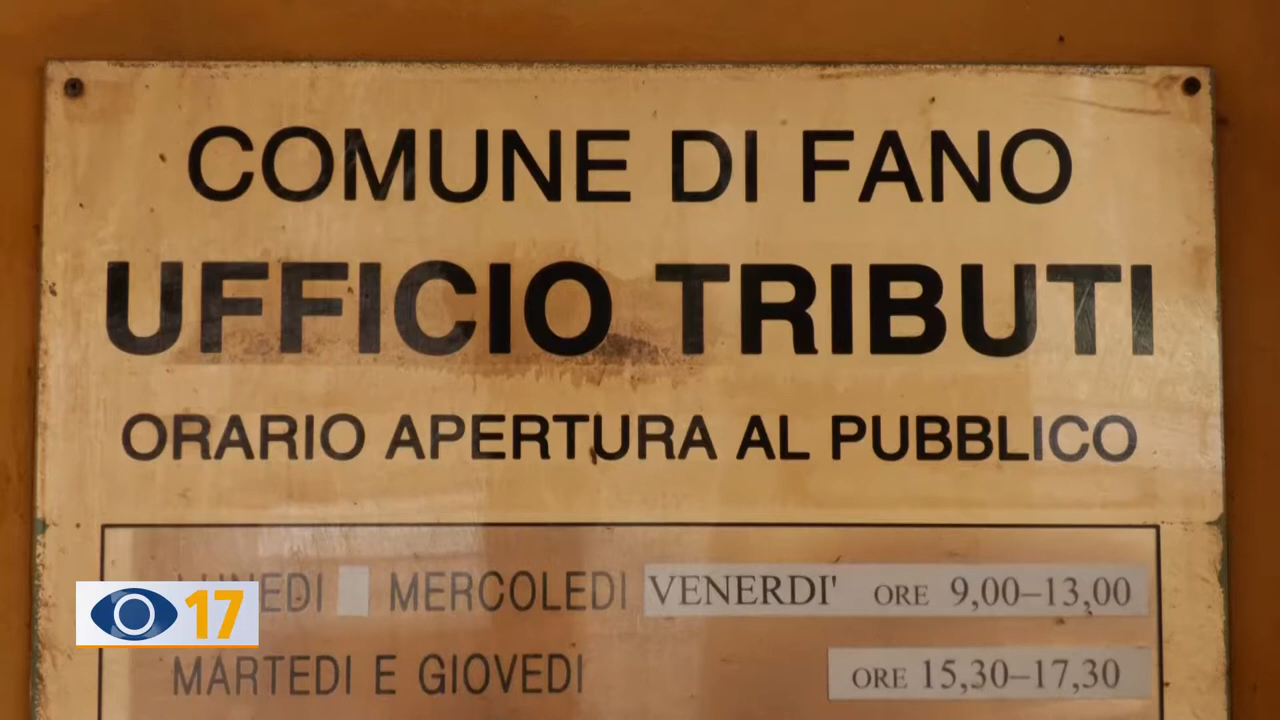 COMUNE DI FANO
UFFICIO TRIBUTI
ORARIO APERTURA AL PUBBLICO
LUNEDI MERCOLEDI VENERDI' ORE 9,00–13,00
MARTEDI E GIOVEDI ORE 15,30–17,30
17